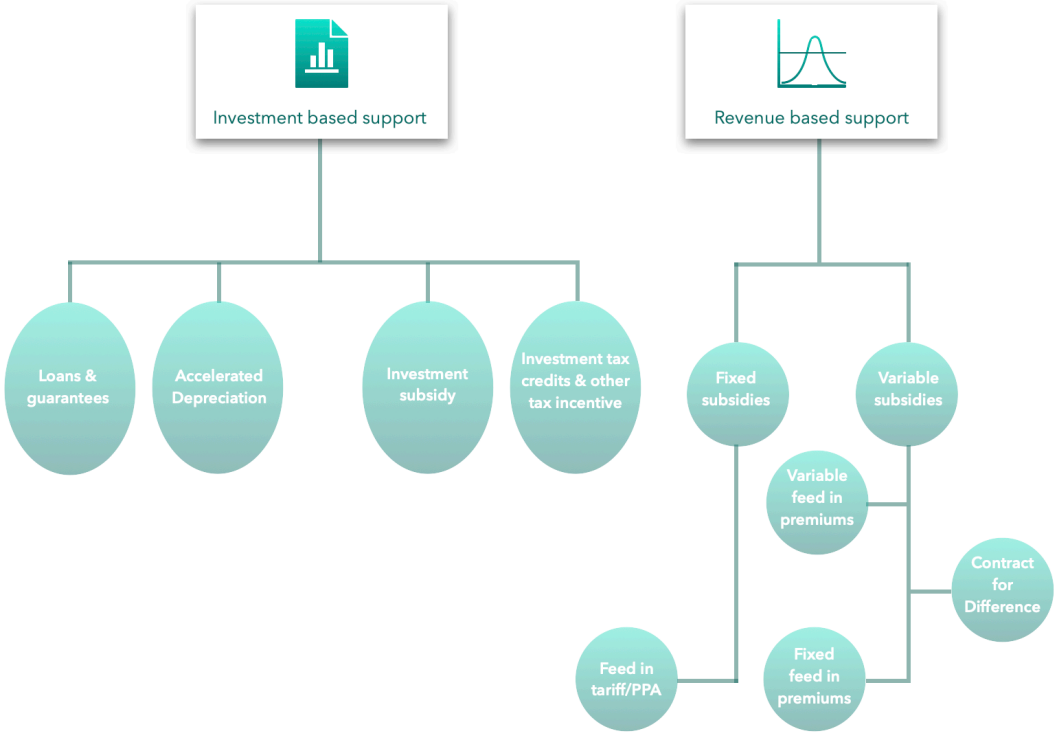 Investment based support
Revenue based support
Loans &
guarantees
Accelerated
Depreciation
Investment
subsidy
Investment tax
credits & other
tax incentive
Fixed
subsidies
Variable
subsidies
Variable
feed in
premiums
Contract
for
Difference
Feed in
tariff/PPA
Fixed
feed in
premiums